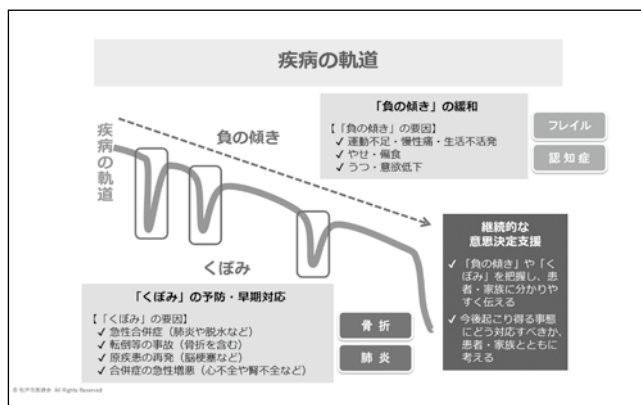 疾病の軌道
「負の傾き」の緩和
【「負の傾き」の要因】
✓ 運動不足・慢性痛・生活不活発
✓ やせ・偏食
✓ うつ・意欲低下
フレイル
認知症
疾病の軌道
負の傾き
くぼみ
継続的な
意思決定支援
✓ 「負の傾き」や「く
ぼみ」を把握し、患
者・家族に分かりや
すく伝える
✓ 今後起こり得る事態
にどう対応すべきか、
患者・家族とともに
考える
「くぼみ」の予防・早期対応
【「くぼみ」の要因】
✓ 急性合併症（肺炎や脱水など）
✓ 転倒等の事故（骨折を含む）
✓ 原疾患の再発（脳梗塞など）
✓ 合併症の急性増悪（心不全や腎不全など）
骨折
肺炎
© 松戸市医師会 All Rights Reserved